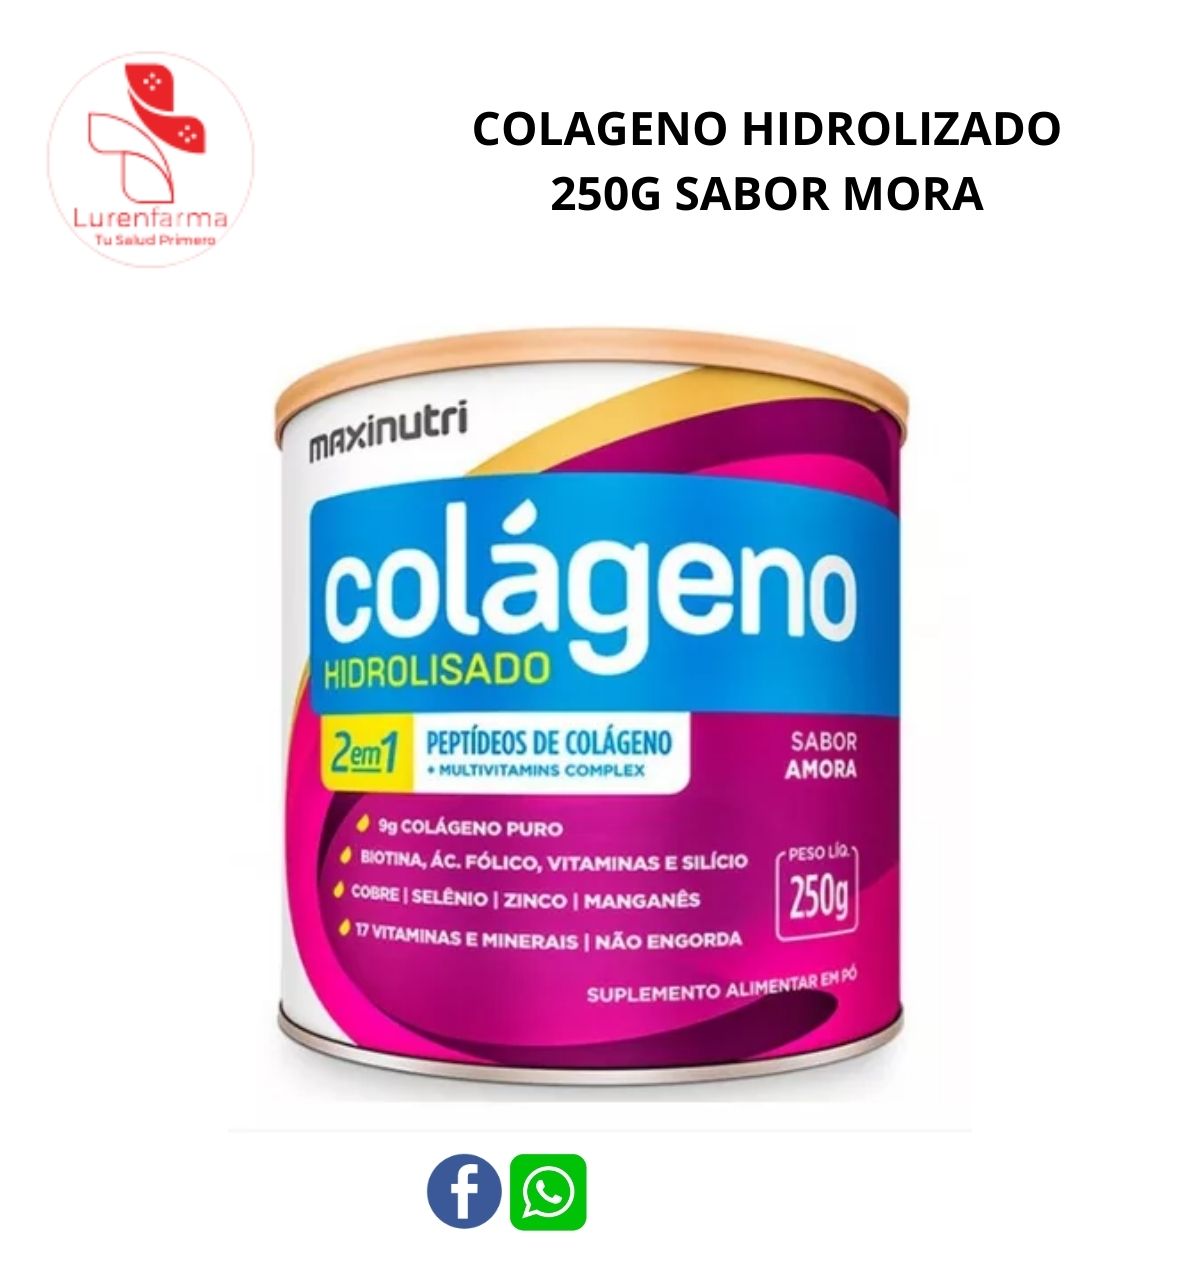 Lurenfarma
Tu Salud Primero
COLAGENO HIDROLIZADO
250G SABOR MORA
maxinutri
colágeno
HIDROLISADO
2em1
PEPTÍDEOS DE COLÁGENO
+ MULTIVITAMINS COMPLEX
SABOR
AMORA
9g COLÁGENO PURO
BIOTINA, ÁC. FÓLICO, VITAMINAS E SILÍCIO
COBRE | SELÊNIO | ZINCO | MANGANÊS
17 VITAMINAS E MINERAIS | NÃO ENGORDA
PESO LÍQ.
250g
SUPLEMENTO ALIMENTAR EM PÓ